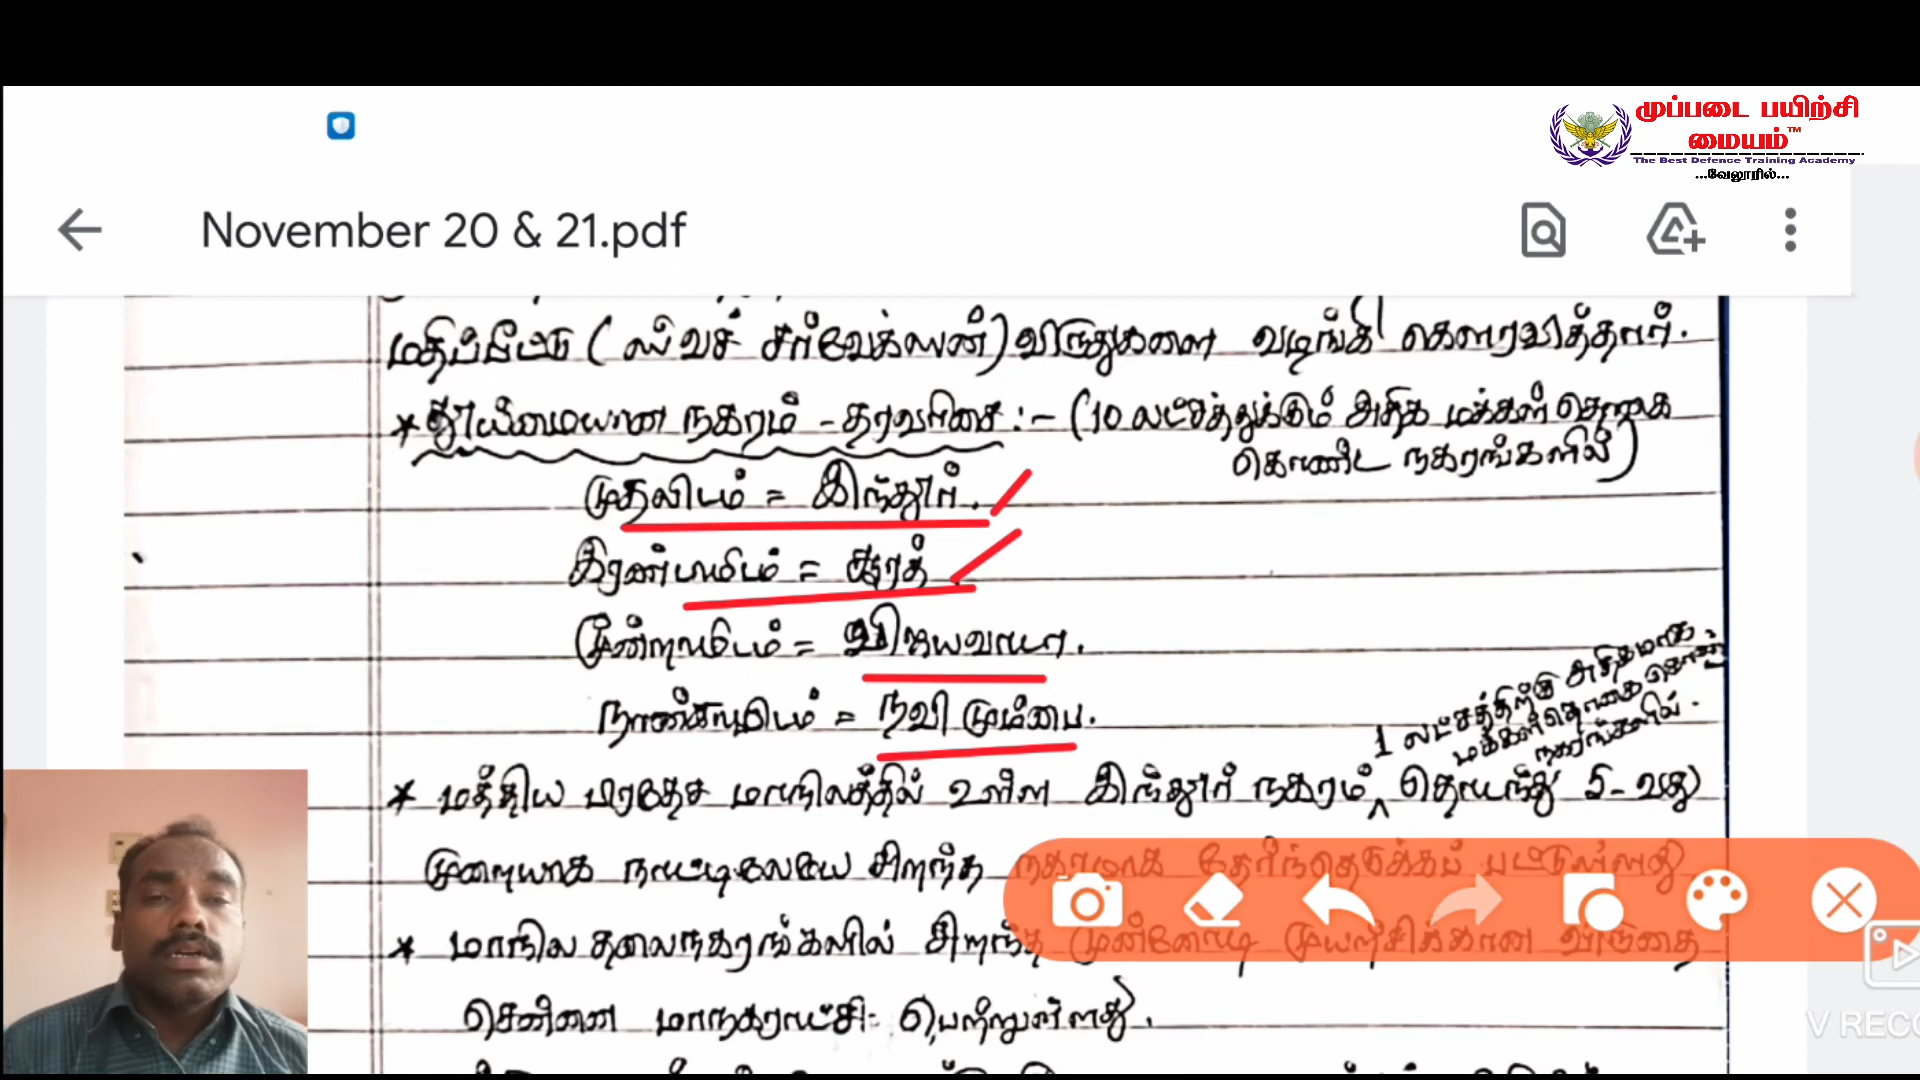 முப்படை பயிற்சி
மையம்™
The Best Defence Training Academy
...வேலூரில்...
November 20 & 21.pdf
மதிப்பீட்டு (ஸ்வச் சர்வேக்ஸன்) விருதுகளை வழங்கி கௌரவித்தார்.
* தூய்மையான நகரம் - தரவரிசை :- (10 லட்சத்துக்கும் அதிக மக்கள் தொகை
கொண்ட நகரங்களில்)
முதலிடம் = இந்தூர்.
இரண்டாமிடம் = சூரத்
மூன்றாமிடம் = விஜயவாடா.
நான்காமிடம் = நவி மும்பை.
1 லட்சத்திற்கு அதிகமாக
மக்கள்தொகை கொண்ட
நகரங்களில்.
* மத்திய பிரதேச மாநிலத்தில் உள்ள இந்தூர் நகரம் தொடர்ந்து 5-வது
முறையாக நாட்டிலேயே சிறந்த நகரமாக தேர்ந்தெடுக்கப் பட்டுள்ளது
* மாநில தலைநகரங்களில் சிறந்த முன்னோடி முயற்சிக்கான விருதை
சென்னை மாநகராட்சி பெற்றுள்ளது.
V RECO